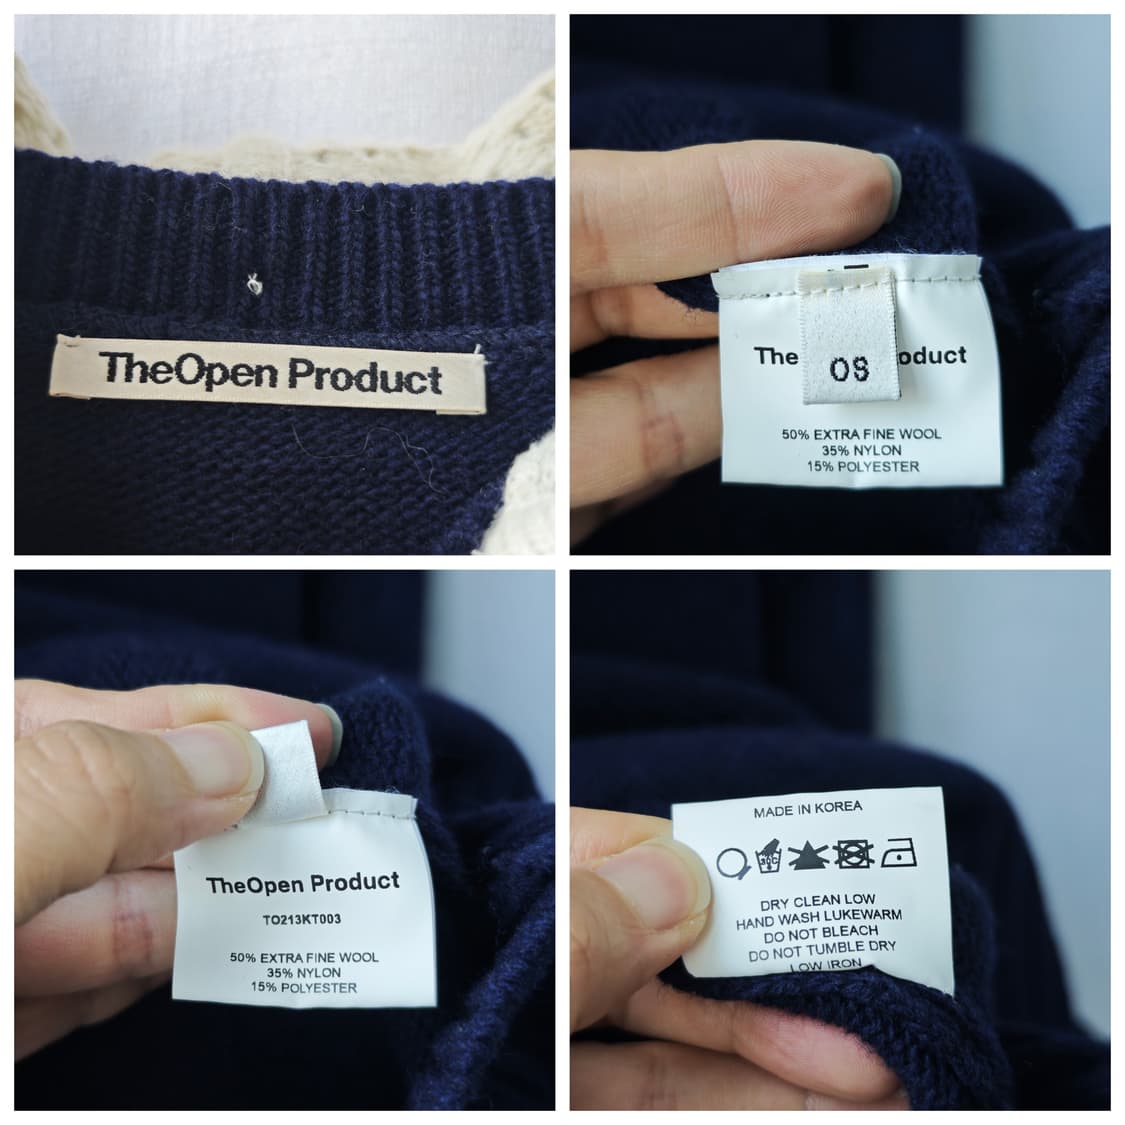 TheOpen Product
OS
50% EXTRA FINE WOOL
35% NYLON
15% POLYESTER
TheOpen Product
TO213KT003
50% EXTRA FINE WOOL
35% NYLON
15% POLYESTER
MADE IN KOREA
30°C
DRY CLEAN LOW
HAND WASH LUKEWARM
DO NOT BLEACH
DO NOT TUMBLE DRY
LOW IRON